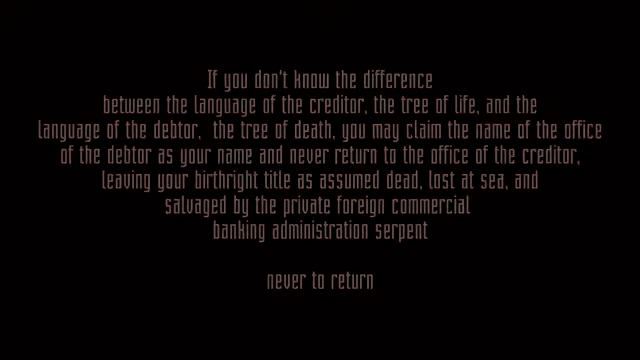 If you don't know the difference
between the language of the creditor, the tree of life, and the
language of the debtor,  the tree of death, you may claim the name of the office
of the debtor as your name and never return to the office of the creditor,
leaving your birthright title as assumed dead, lost at sea, and
salvaged by the private foreign commercial
banking administration serpent
never to return